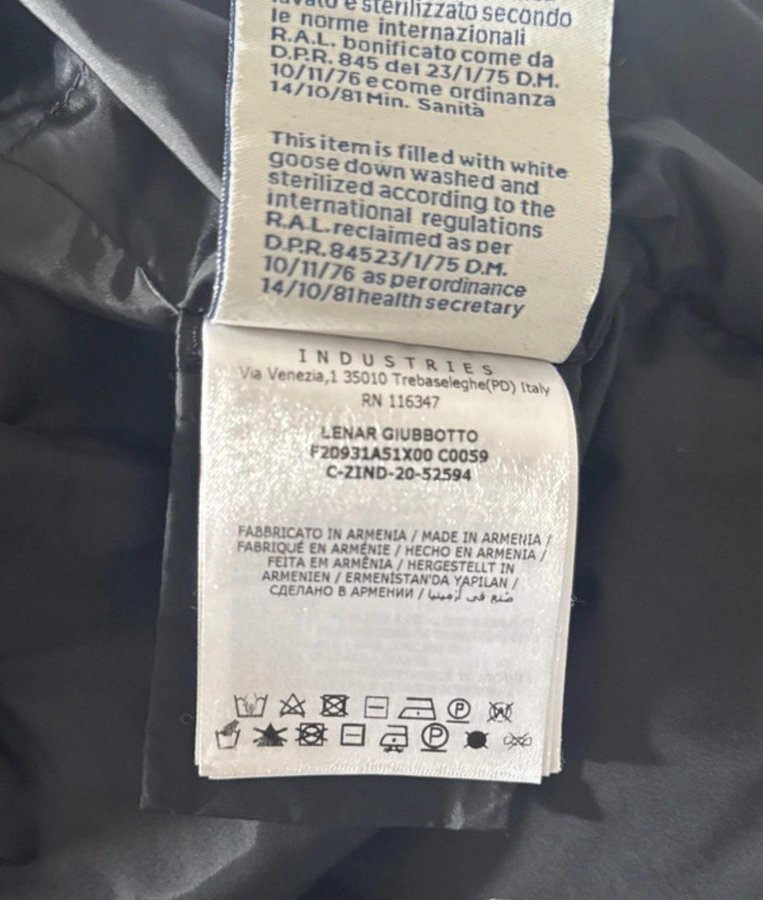 lavato e sterilizzato secondo
le norme internazionali
R.A.L. bonificato come da
D.P.R. 845 del 23/1/75 D.M.
10/11/76 e come ordinanza
14/10/81 Min. Sanità
This item is filled with white
goose down washed and
sterilized according to the
international regulations
R.A.L. reclaimed as per
D.P.R. 84523/1/75 D.M.
10/11/76 as per ordinance
14/10/81 health secretary
INDUSTRIES
Via Venezia,1 35010 Trebaseleghe(PD) Italy
RN 116347
LENAR GIUBBOTTO
F20931A51X00 C0059
C-ZIND-20-52594
FABBRICATO IN ARMENIA / MADE IN ARMENIA /
FABRIQUÉ EN ARMÉNIE / HECHO EN ARMENIA /
FEITA EM ARMÊNIA / HERGESTELLT IN
ARMENIEN / ERMENİSTAN'DA YAPILAN /
СДЕЛАНО В АРМЕНИИ / صنع في أرمينيا
P
P